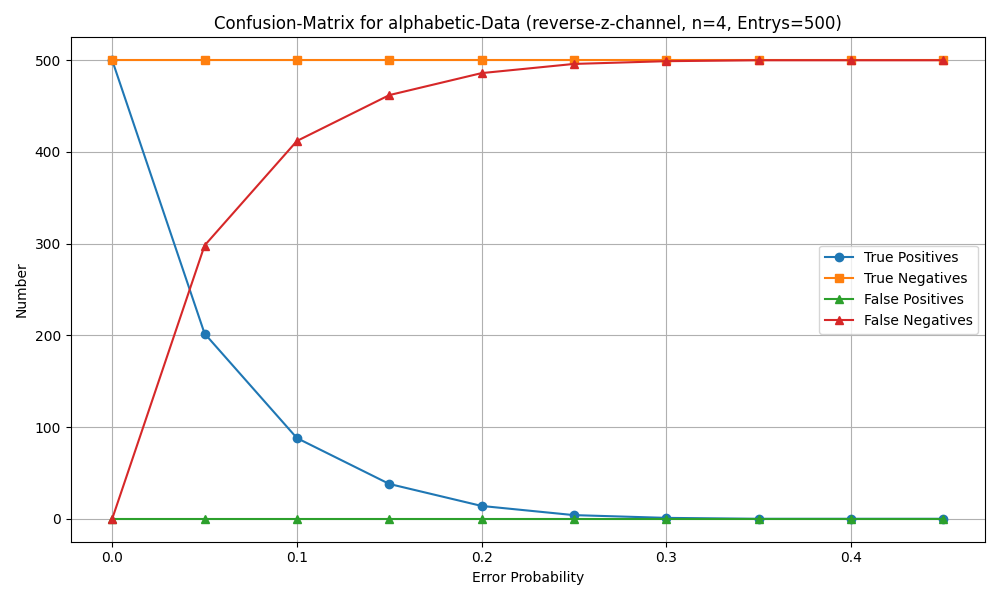 Confusion-Matrix for alphabetic-Data (reverse-z-channel, n=4, Entrys=500)
Number
500
400
300
200
100
0
True Positives
True Negatives
False Positives
False Negatives
0.0 0.1 0.2 0.3 0.4
Error Probability